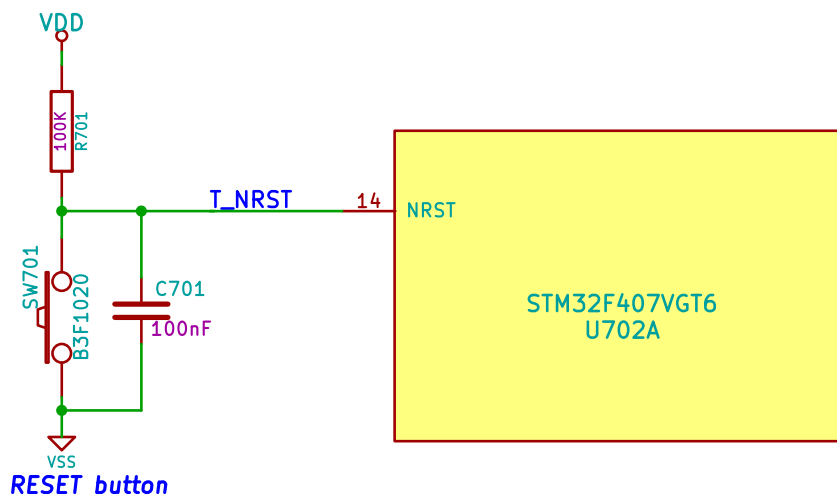 VDD
100K
R701
T_NRST
14
NRST
SW701
B3F1020
C701
100nF
STM32F407VGT6
U702A
VSS
RESET button